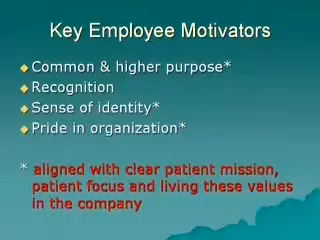 Key Employee Motivators
Common & higher purpose*
Recognition
Sense of identity*
Pride in organization*
* aligned with clear patient mission,
patient focus and living these values
in the company